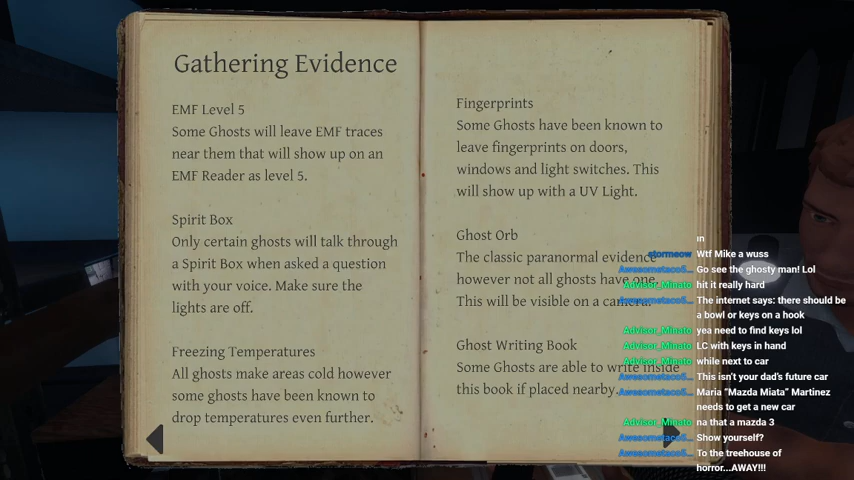 Gathering Evidence
EMF Level 5
Some Ghosts will leave EMF traces
near them that will show up on an
EMF Reader as level 5.
Spirit Box
Only certain ghosts will talk through
a Spirit Box when asked a question
with your voice. Make sure the
lights are off.
Freezing Temperatures
All ghosts make areas cold however
some ghosts have been known to
drop temperatures even further.
Fingerprints
Some Ghosts have been known to
leave fingerprints on doors,
windows and light switches. This
will show up with a UV Light.
Ghost Orb
The classic paranormal evidence
however not all ghosts have one.
This will be visible on a camera.
Ghost Writing Book
Some Ghosts are able to write inside
this book if placed nearby.
in
stormeow Wtf Mike a wuss
Awesometaco5... Go see the ghosty man! Lol
Advisor_Minato hit it really hard
Awesometaco5... The internet says: there should be
a bowl or keys on a hook
Advisor_Minato yea need to find keys lol
Advisor_Minato LC with keys in hand
Advisor_Minato while next to car
Awesometaco5... This isn't your dad's future car
Awesometaco5... Maria "Mazda Miata" Martinez
needs to get a new car
Advisor_Minato na that a mazda 3
Awesometaco5... Show yourself?
Awesometaco5... To the treehouse of
horror...AWAY!!!